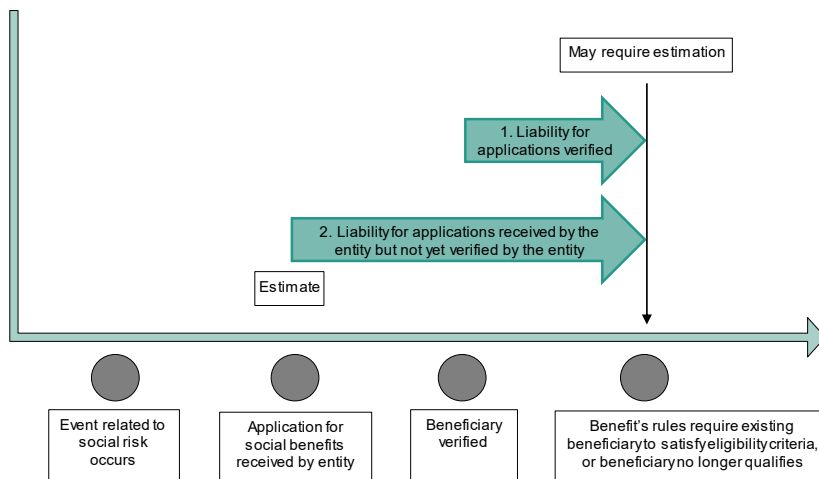 May require estimation
1. Liability for
applications verified
2. Liability for applications received by the
entity but not yet verified by the entity
Estimate
Event related to
social risk
occurs
Application for
social benefits
received by entity
Beneficiary
verified
Benefit's rules require existing
beneficiary to satisfy eligibility criteria,
or beneficiary no longer qualifies